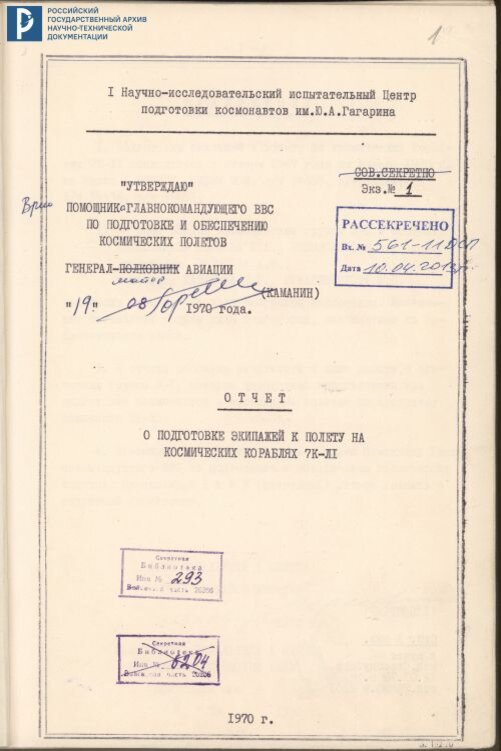 РОССИЙСКИЙ
ГОСУДАРСТВЕННЫЙ АРХИВ
НАУЧНО-ТЕХНИЧЕСКОЙ
ДОКУМЕНТАЦИИ
1
I Научно-исследовательский испытательный Центр
подготовки космонавтов им.Ю.А.Гагарина
СОВ.СЕКРЕТНО
Экз.№ 1
"УТВЕРЖДАЮ"
Врио
ПОМОЩНИКа ГЛАВНОКОМАНДУЮЩЕГО ВВС
ПО ПОДГОТОВКЕ И ОБЕСПЕЧЕНИЮ
КОСМИЧЕСКИХ ПОЛЕТОВ
РАССЕКРЕЧЕНО
Вх. № 561-11ДСП
Дата 10.04.2013г.
ГЕНЕРАЛ-ПОЛКОВНИК АВИАЦИИ
майор
(КАМАНИН)
"19" 08 1970 года.
ОТЧЕТ
О ПОДГОТОВКЕ ЭКИПАЖЕЙ К ПОЛЕТУ НА
КОСМИЧЕСКИХ КОРАБЛЯХ 7К-ЛI
Секретная
Библиотека
Инв № 293
Войсковая часть 26266
Секретная
Библиотека
Инв № 6204
Войсковая часть 26266
1970 г.